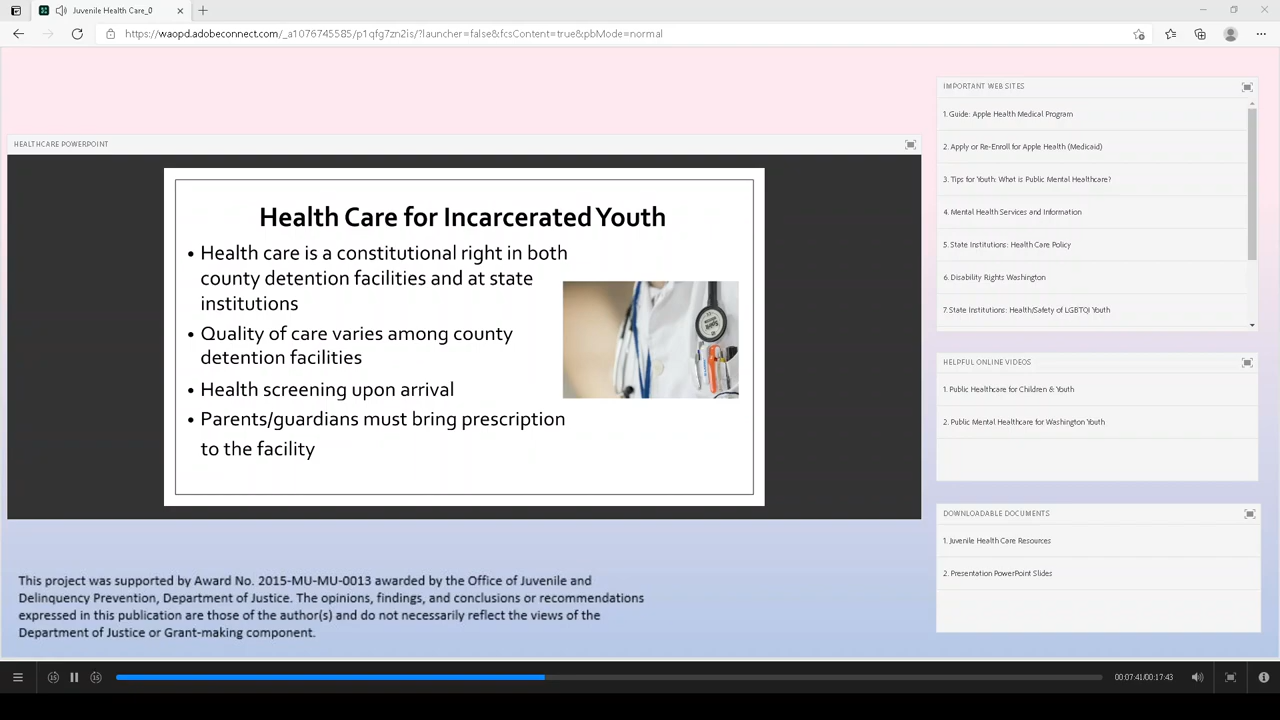 Juvenile Health Care_0
https://waopd.adobeconnect.com/_a1076745585/p1qfg7zn2is/?launcher=false&fcsContent=true&pbMode=normal
HEALTHCARE POWERPOINT
Health Care for Incarcerated Youth
• Health care is a constitutional right in both
county detention facilities and at state
institutions
• Quality of care varies among county
detention facilities
• Health screening upon arrival
• Parents/guardians must bring prescription
to the facility
IMPORTANT WEB SITES
1. Guide: Apple Health Medical Program
2. Apply or Re-Enroll for Apple Health (Medicaid)
3. Tips for Youth: What is Public Mental Healthcare?
4. Mental Health Services and Information
5. State Institutions: Health Care Policy
6. Disability Rights Washington
7. State Institutions: Health/Safety of LGBTQI Youth
HELPFUL ONLINE VIDEOS
1. Public Healthcare for Children & Youth
2. Public Mental Healthcare for Washington Youth
DOWNLOADABLE DOCUMENTS
1. Juvenile Health Care Resources
2. Presentation PowerPoint Slides
This project was supported by Award No. 2015-MU-MU-0013 awarded by the Office of Juvenile and
Delinquency Prevention, Department of Justice. The opinions, findings, and conclusions or recommendations
expressed in this publication are those of the author(s) and do not necessarily reflect the views of the
Department of Justice or Grant-making component.
15 15 00:07:41/00:17:43